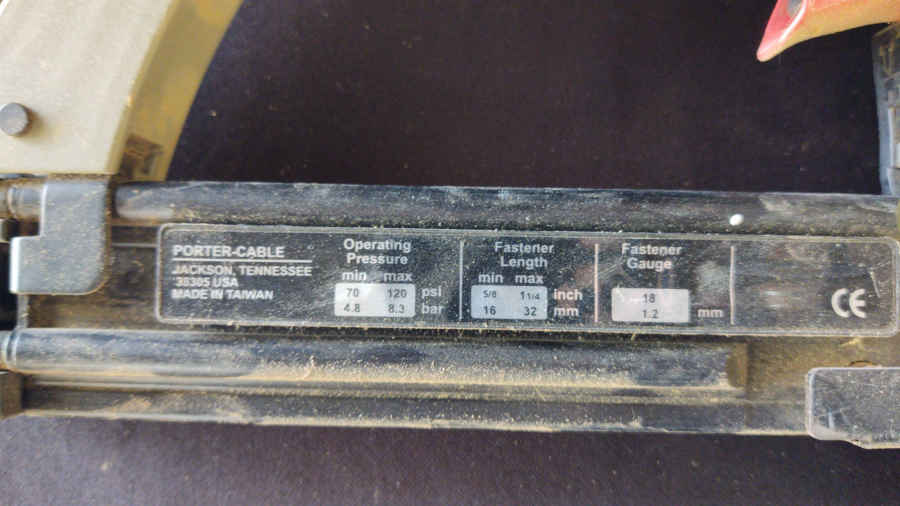 PORTER-CABLE
JACKSON, TENNESSEE
38305 USA
MADE IN TAIWAN
Operating
Pressure
min max
70 120 psi
4.8 8.3 bar
Fastener
Length
min max
5/8 1 1/4 inch
16 32 mm
Fastener
Gauge
18
1.2 mm
CE